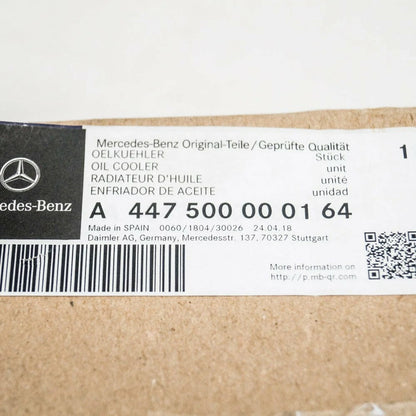 Mercedes-Benz Original-Teile/Geprüfte Qualität
OELKUEHLER Stück 1
OIL COOLER unit
RADIATEUR D'HUILE unité
ENFRIADOR DE ACEITE unidad
cedes-Benz
A 447 500 00 01 64
Made in SPAIN 0060/1804/30026 24.04.18
Daimler AG, Germany, Mercedesstr. 137, 70327 Stuttgart
More information on
http://p.mb-qr.com/